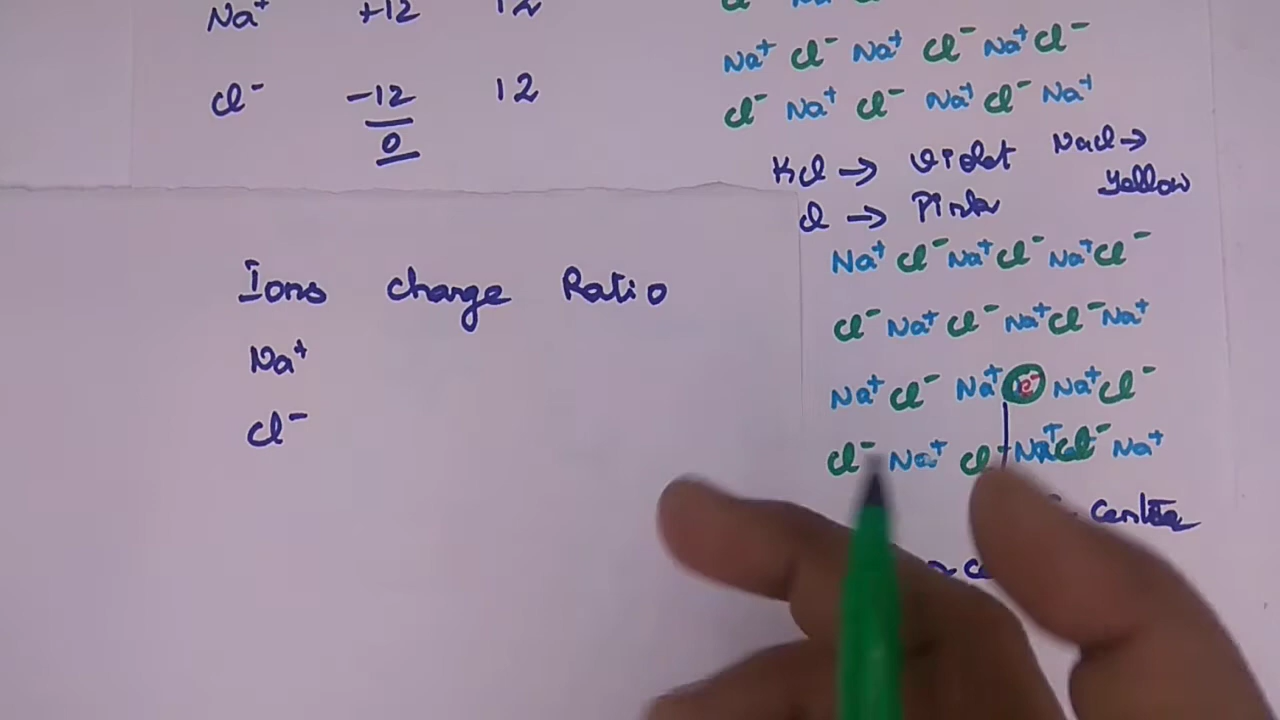 Na⁺ +12 12
Cl⁻ −12 12
0
Na⁺ Cl⁻ Na⁺ Cl⁻ Na⁺ Cl⁻
Cl⁻ Na⁺ Cl⁻ Na⁺ Cl⁻ Na⁺
KCl → Violet NaCl →
Yellow
Cl → Pink
Ions charge Ratio
Na⁺
Cl⁻
Na⁺ Cl⁻ Na⁺ Cl⁻ Na⁺ Cl⁻
Cl⁻ Na⁺ Cl⁻ Na⁺ Cl⁻ Na⁺
Na⁺ Cl⁻ Na⁺ e⁻ Na⁺ Cl⁻
Cl⁻ Na⁺ Cl⁻ Na⁺ Cl⁻ Na⁺